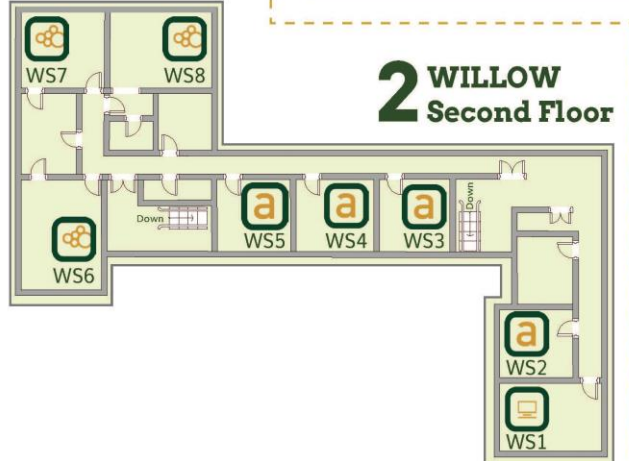 WS7
WS8
2 WILLOW
Second Floor
a
a
a
Down
Down
WS6
WS5
WS4
WS3
a
WS2
WS1